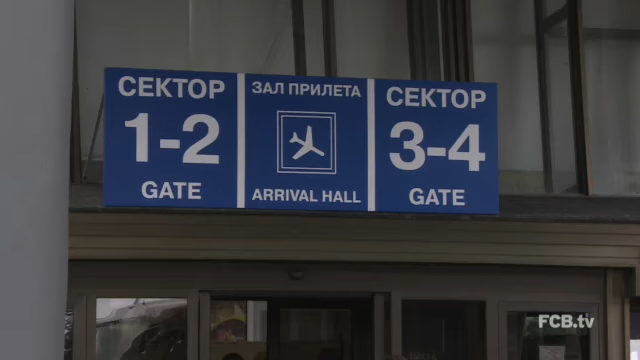 СЕКТОР
1-2
GATE
ЗАЛ ПРИЛЕТА
ARRIVAL HALL
СЕКТОР
3-4
GATE
FCB.tv